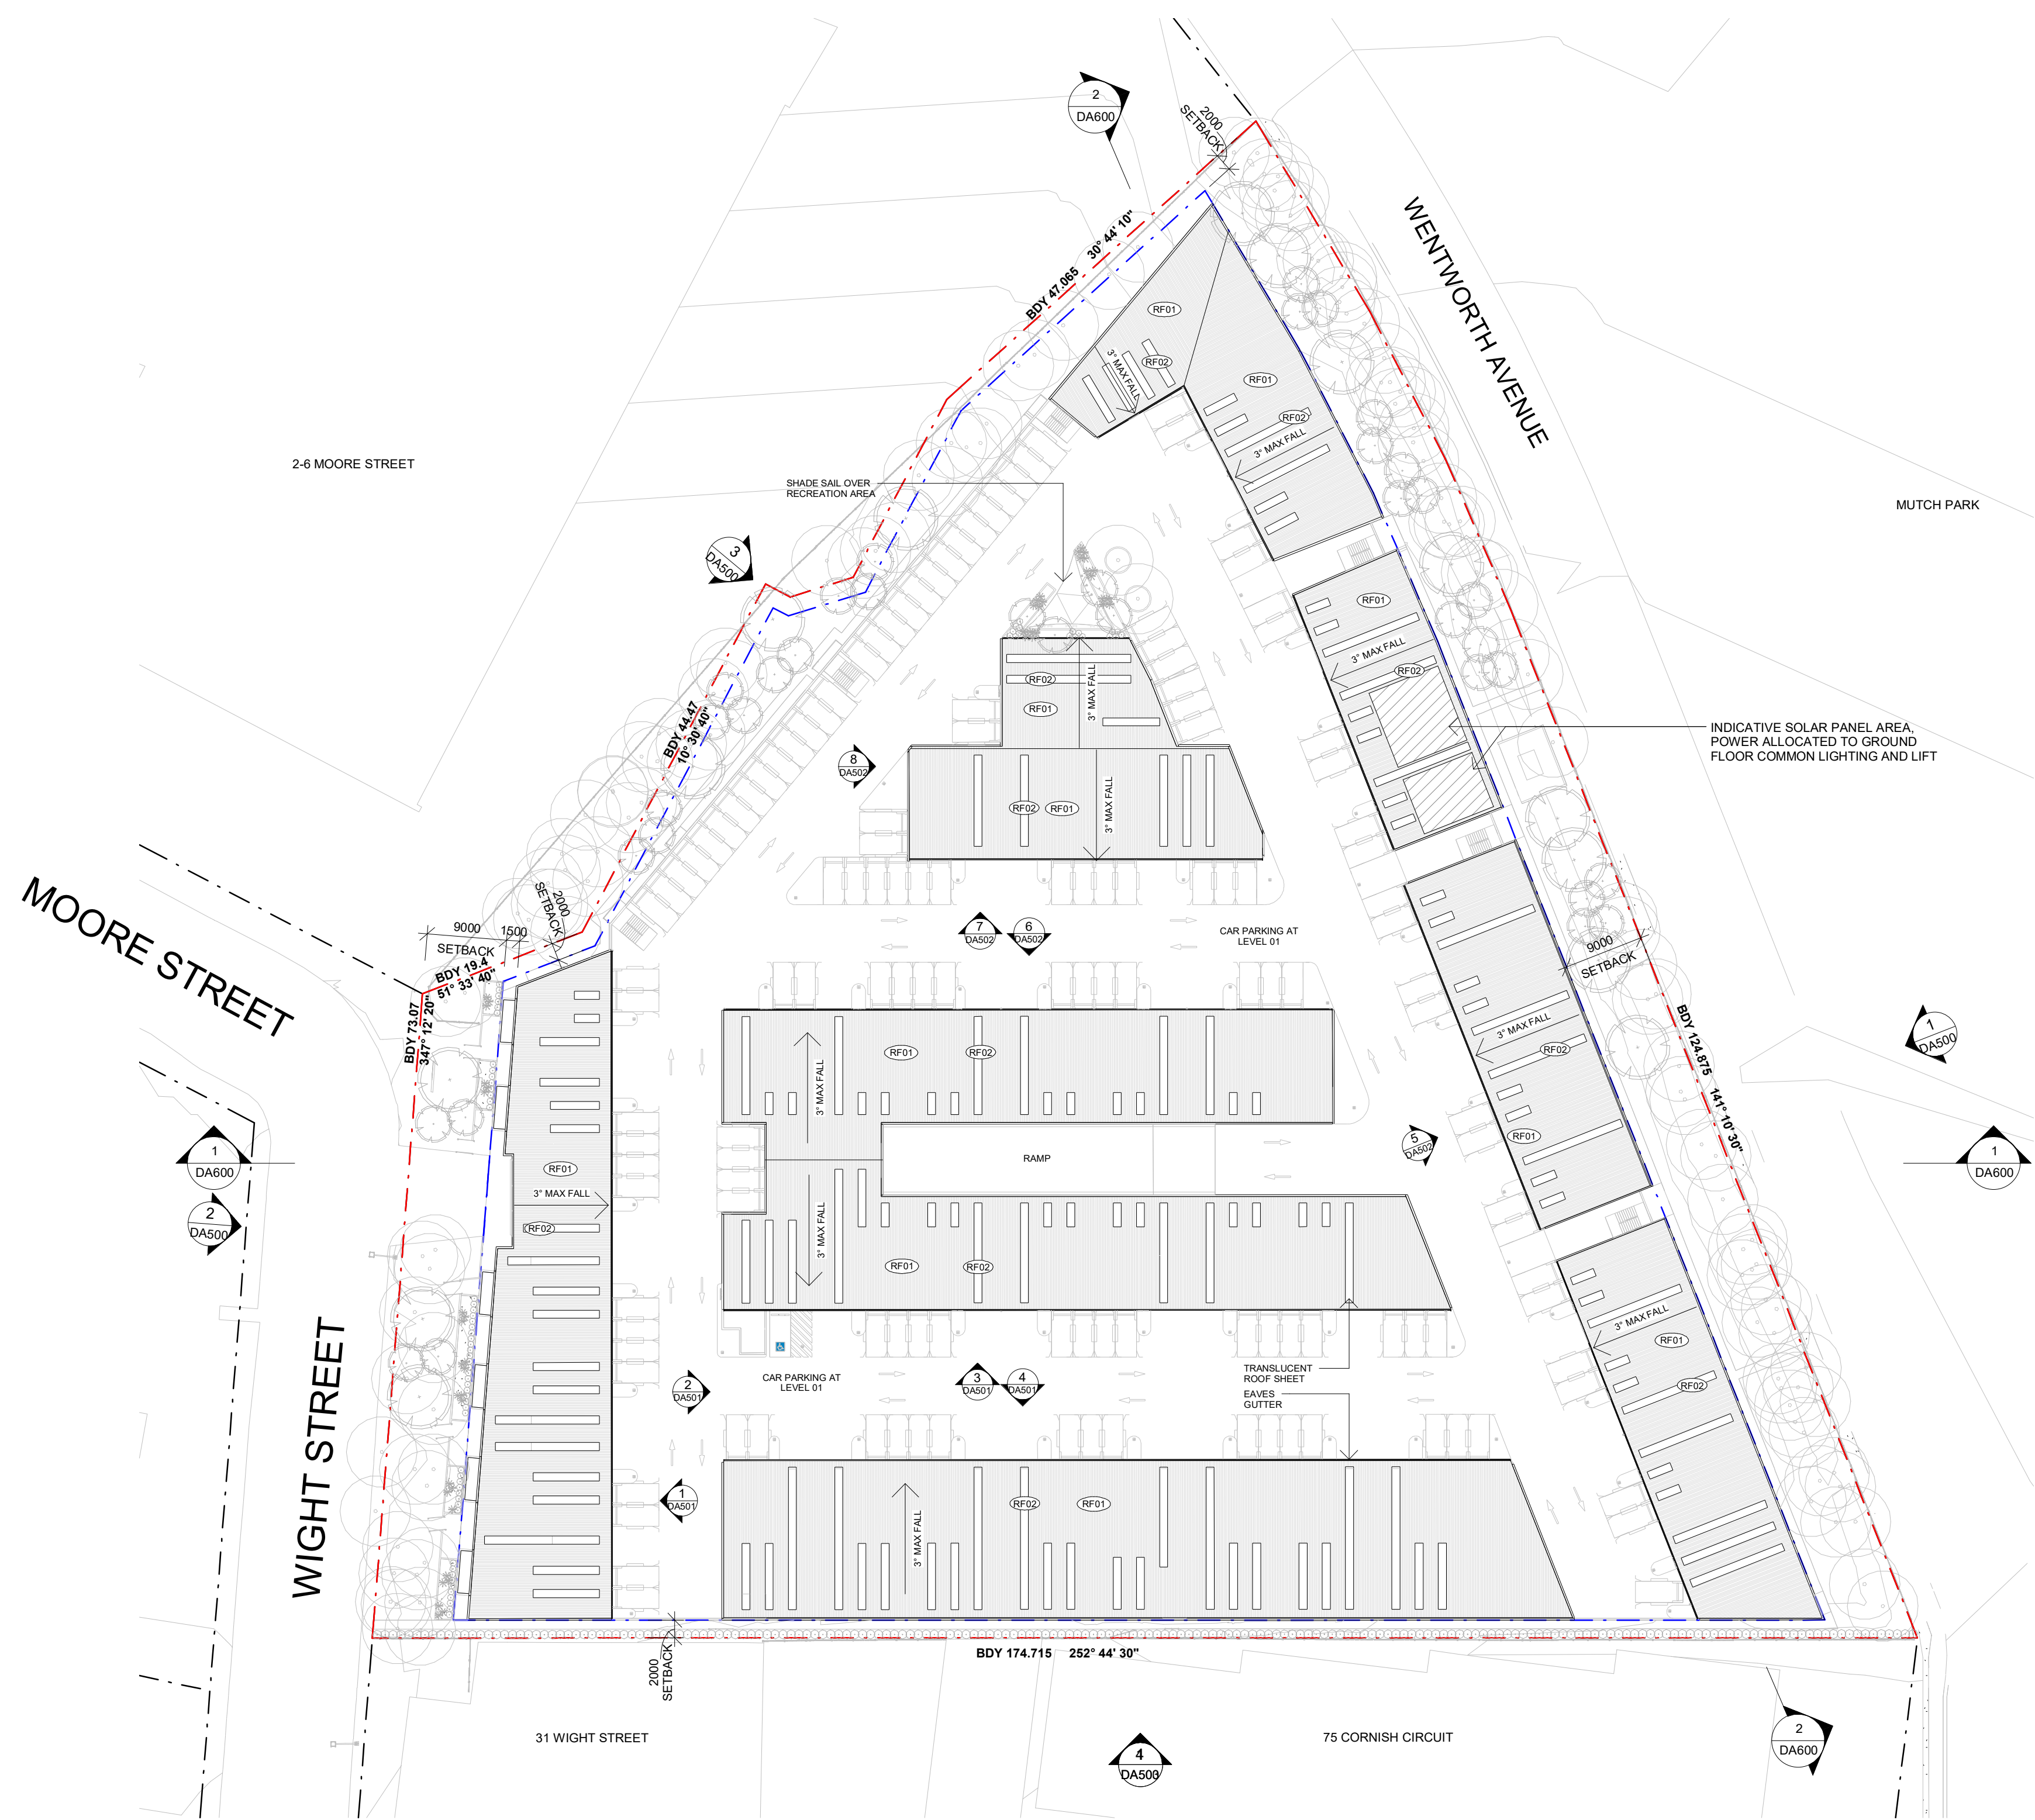 2
DA600
2000
SETBACK
WENTWORTH AVENUE
BDY 47.065 30° 44' 10"
RF01
RF02
3° MAX FALL
RF01
RF02
3° MAX FALL
2-6 MOORE STREET
SHADE SAIL OVER
RECREATION AREA
MUTCH PARK
3
DA500
RF01
3° MAX FALL
RF02
RF02
RF01
3° MAX FALL
BDY 44.47
10° 30' 40"
INDICATIVE SOLAR PANEL AREA,
POWER ALLOCATED TO GROUND
FLOOR COMMON LIGHTING AND LIFT
8
DA502
RF02
RF01
3° MAX FALL
MOORE STREET
9000
SETBACK
1500
2000
SETBACK
7
DA502
6
DA502
CAR PARKING AT
LEVEL 01
9000
SETBACK
BDY 19.4
51° 33' 40"
BDY 73.07
347° 12' 20"
BDY 124.875 141° 10' 30"
1
DA500
RF01
RF02
3° MAX FALL
3° MAX FALL
RF02
RF01
5
DA502
1
DA600
1
DA600
RAMP
RF01
3° MAX FALL
RF02
2
DA500
3° MAX FALL
RF01
RF02
3° MAX FALL
RF01
RF02
WIGHT STREET
TRANSLUCENT
ROOF SHEET
EAVES
GUTTER
CAR PARKING AT
LEVEL 01
2
DA501
3
DA501
4
DA501
1
DA501
3° MAX FALL
RF02
RF01
2000
SETBACK
BDY 174.715 252° 44' 30"
31 WIGHT STREET
75 CORNISH CIRCUIT
4
2
DA600